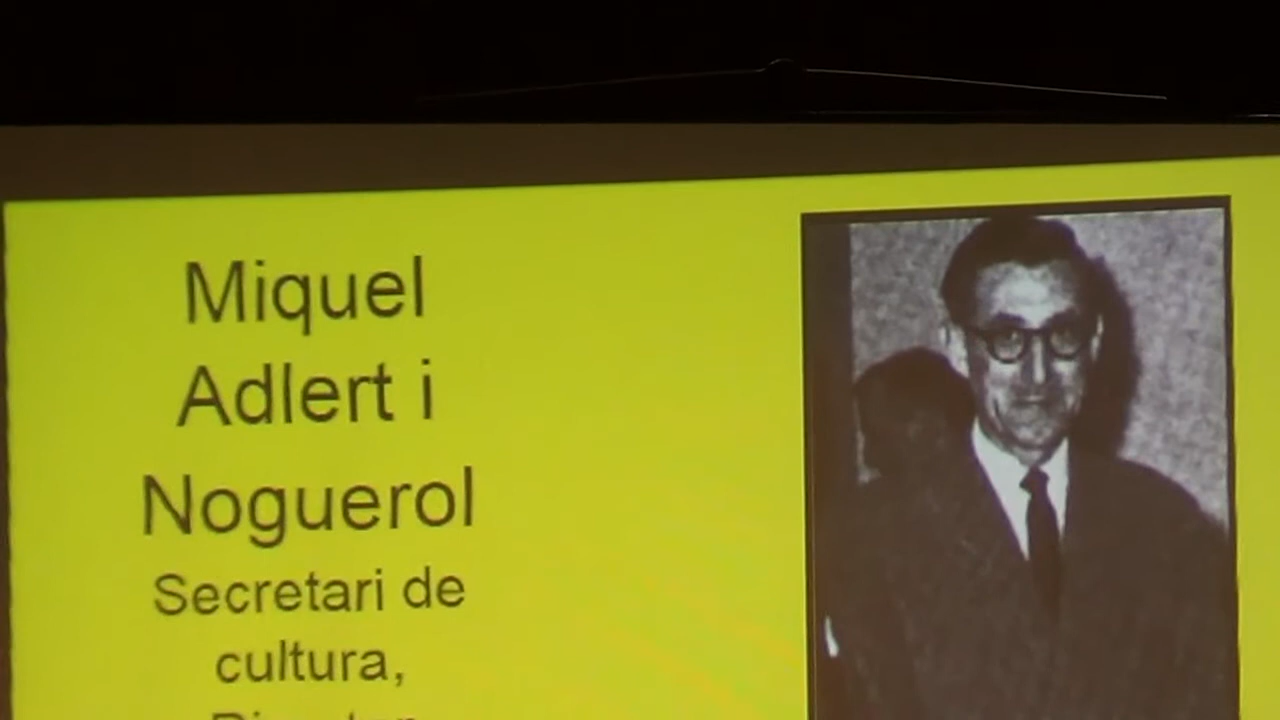 Miquel
Adlert i
Noguerol
Secretari de
cultura,